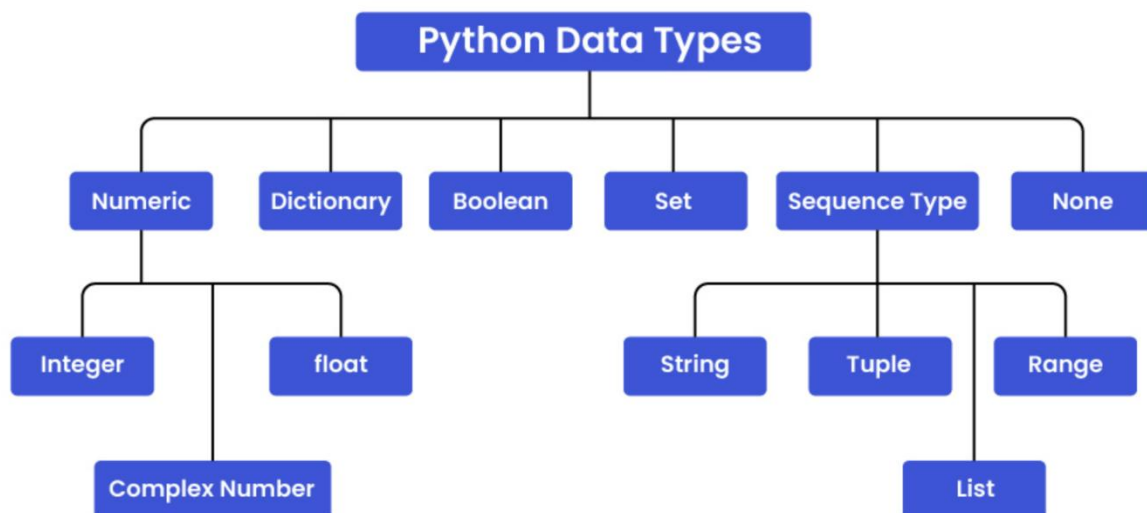 Python Data Types
Numeric
Dictionary
Boolean
Set
Sequence Type
None
Integer
float
String
Tuple
Range
Complex Number
List